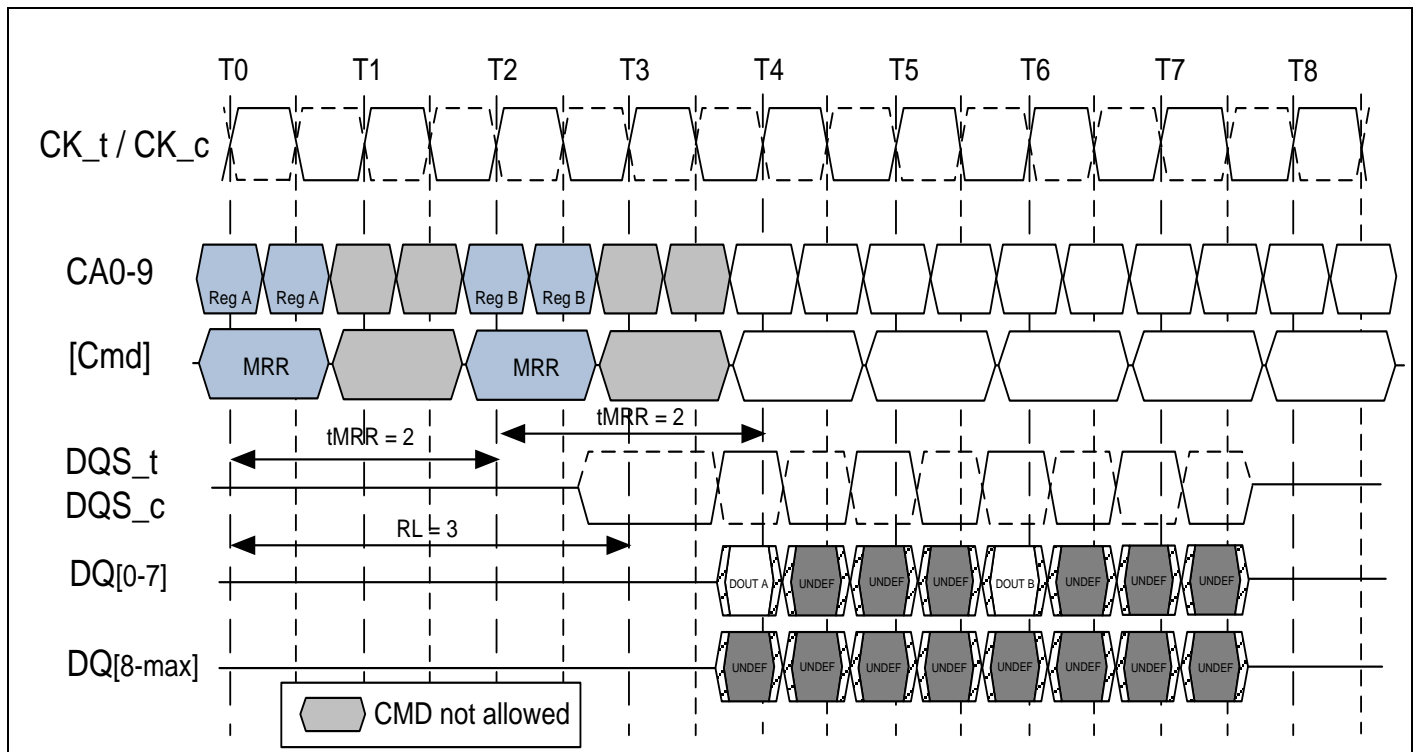 T0 T1 T2 T3 T4 T5 T6 T7 T8
CK_t / CK_c
CA0-9 Reg A Reg A Reg B Reg B
[Cmd] MRR MRR
tMRR = 2 tMRR = 2
DQS_t
DQS_c
RL = 3
DQ[0-7] DOUT A UNDEF UNDEF UNDEF DOUT B UNDEF UNDEF UNDEF
DQ[8-max] UNDEF UNDEF UNDEF UNDEF UNDEF UNDEF UNDEF UNDEF
CMD not allowed